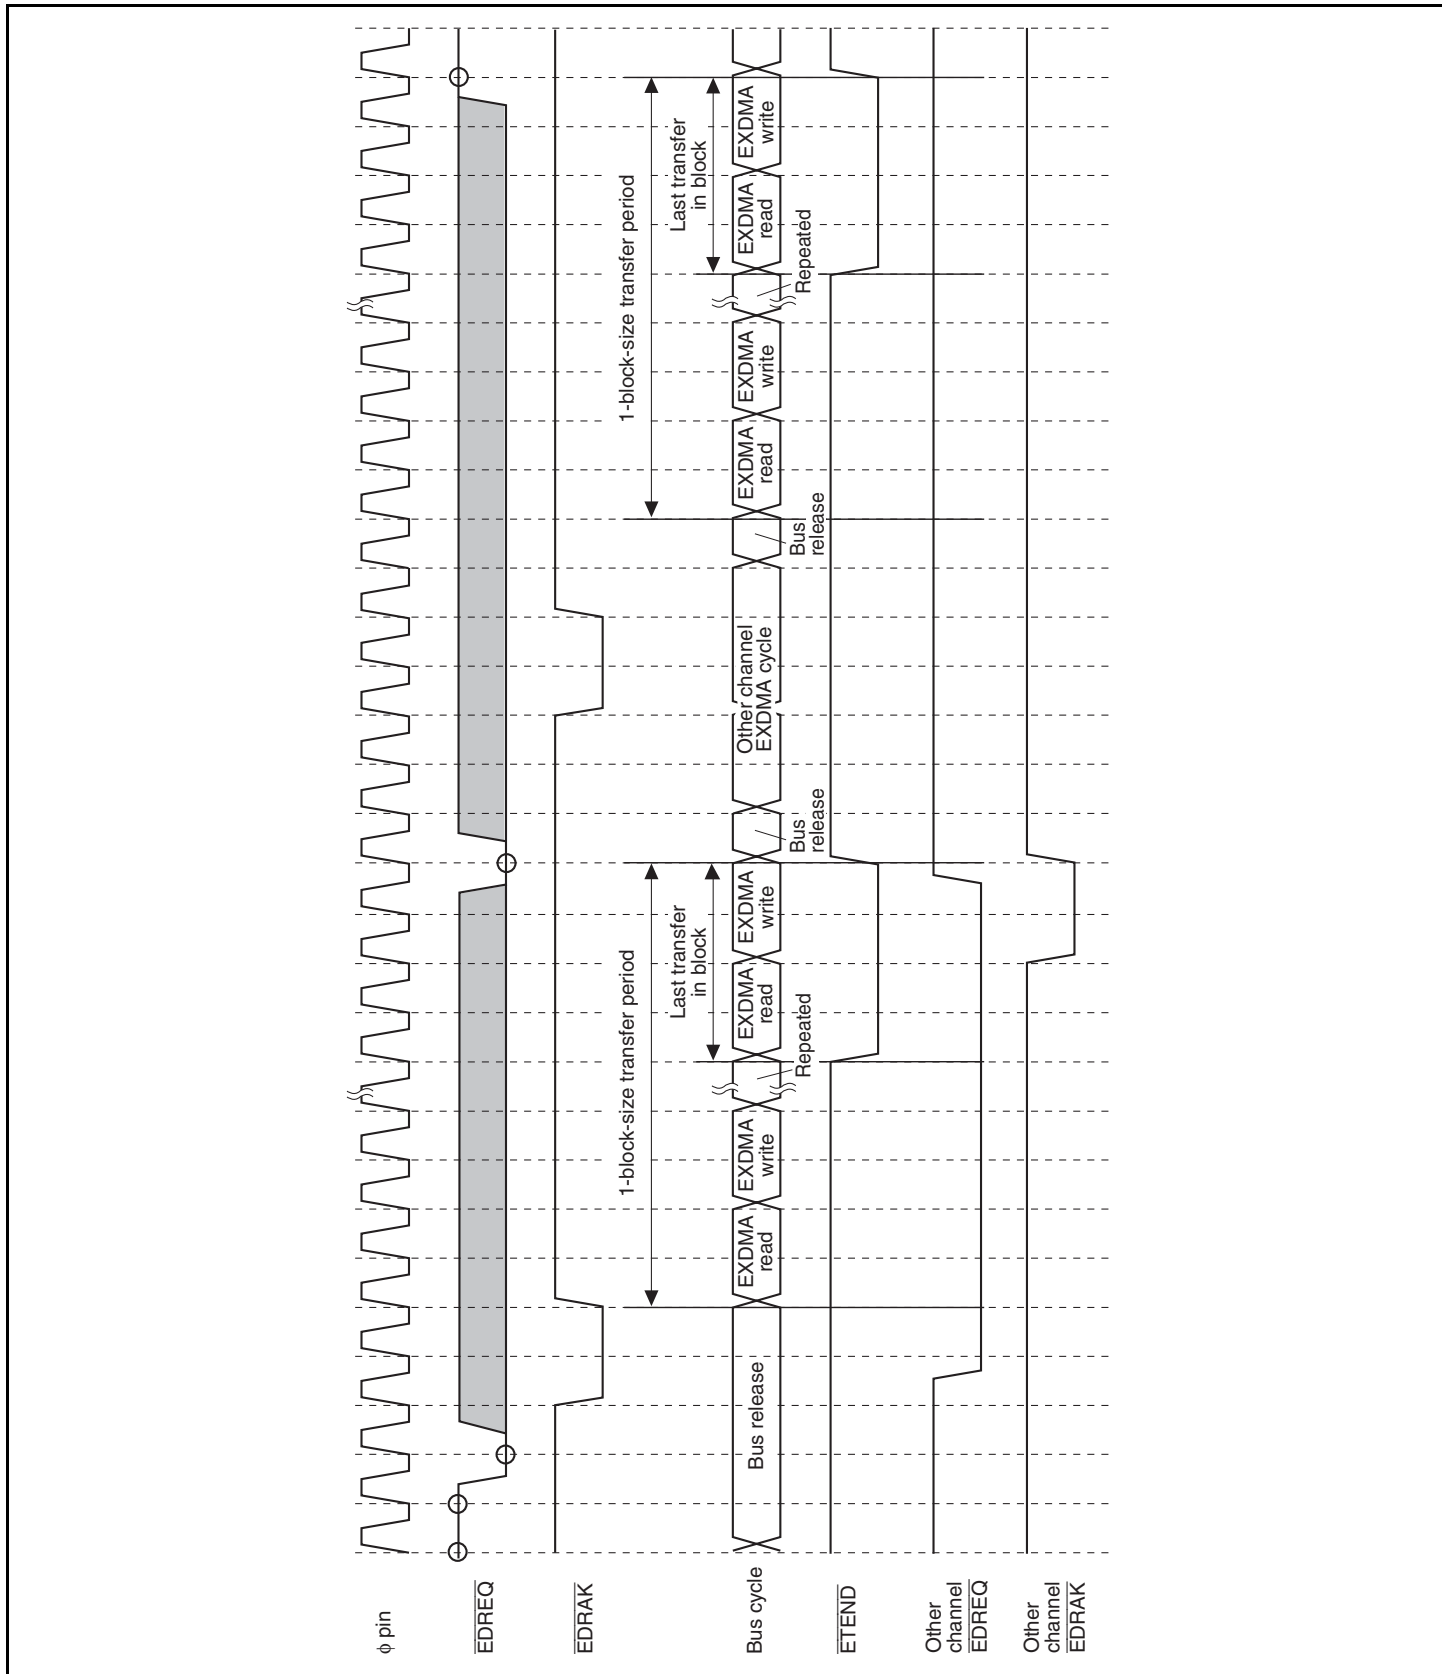 φ pin
EDREQ
EDRAK
1-block-size transfer period
1-block-size transfer period
Last transfer
in block
Last transfer
in block
Bus cycle
Bus release
EXDMA
read
EXDMA
write
Repeated
EXDMA
read
EXDMA
write
Bus
release
Other channel
EXDMA cycle
Bus
release
EXDMA
read
EXDMA
write
Repeated
EXDMA
read
EXDMA
write
ETEND
Other
channel
EDREQ
Other
channel
EDRAK